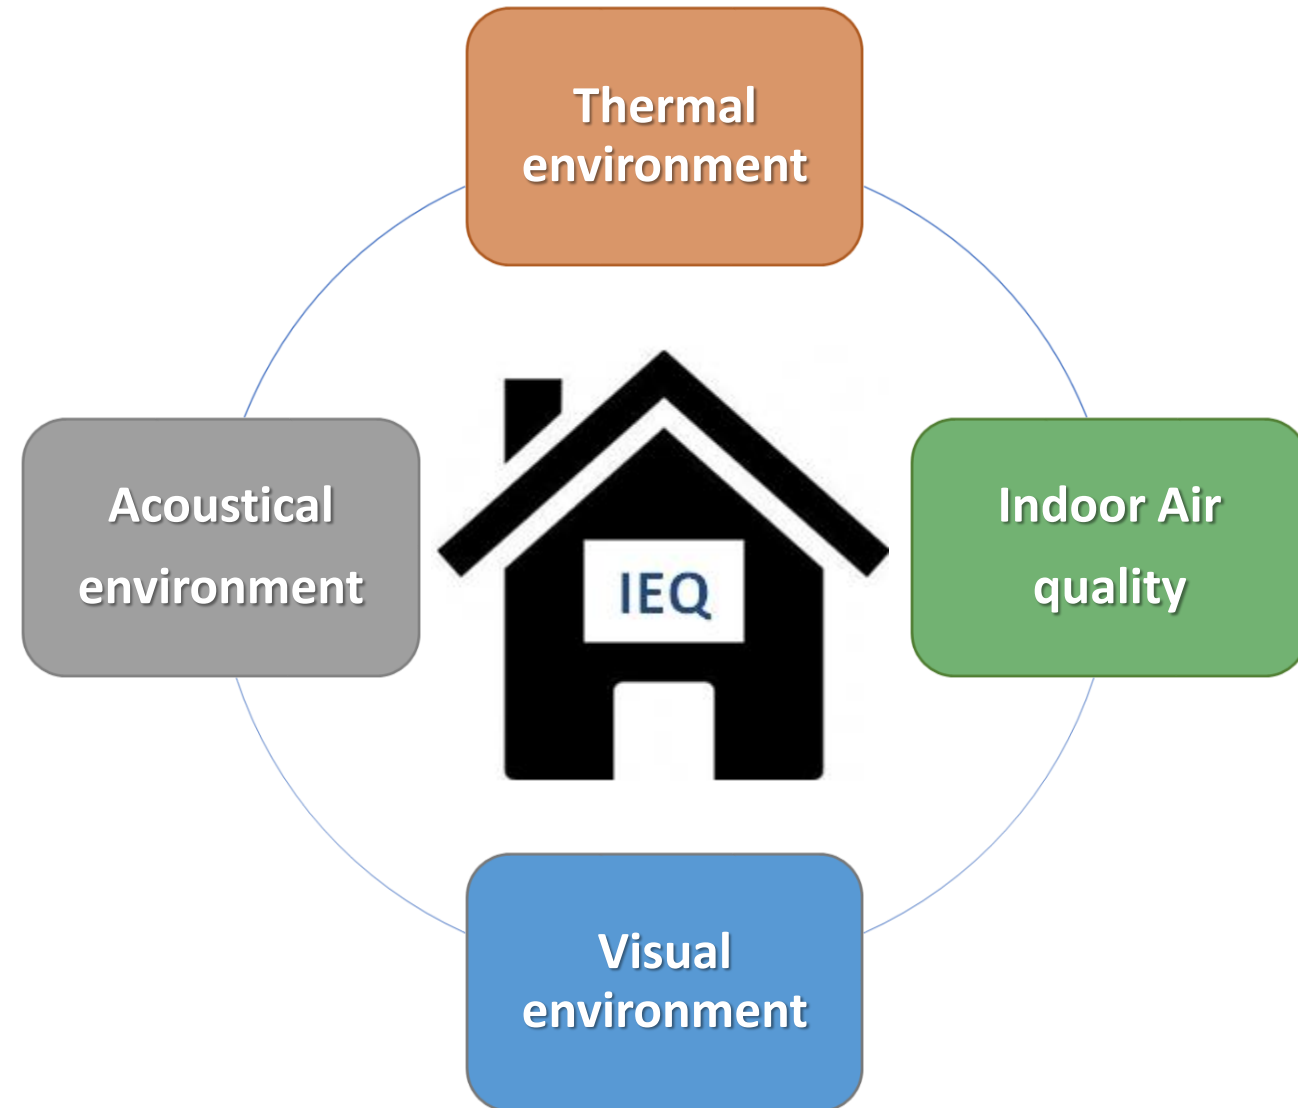 Thermal
environment
Acoustical
environment
IEQ
Indoor Air
quality
Visual
environment